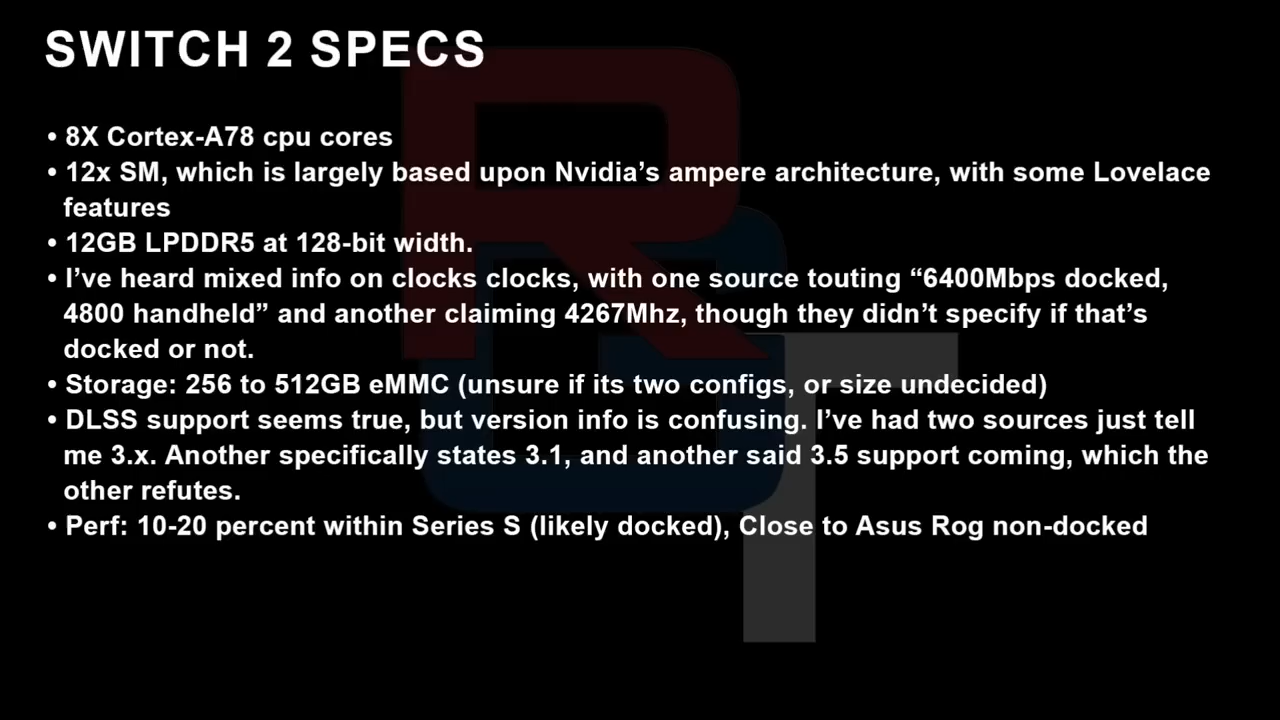 SWITCH 2 SPECS
• 8X Cortex-A78 cpu cores
• 12x SM, which is largely based upon Nvidia’s ampere architecture, with some Lovelace
features
• 12GB LPDDR5 at 128-bit width.
• I’ve heard mixed info on clocks clocks, with one source touting “6400Mbps docked,
4800 handheld” and another claiming 4267Mhz, though they didn’t specify if that’s
docked or not.
• Storage: 256 to 512GB eMMC (unsure if its two configs, or size undecided)
• DLSS support seems true, but version info is confusing. I’ve had two sources just tell
me 3.x. Another specifically states 3.1, and another said 3.5 support coming, which the
other refutes.
• Perf: 10-20 percent within Series S (likely docked), Close to Asus Rog non-docked
RGT